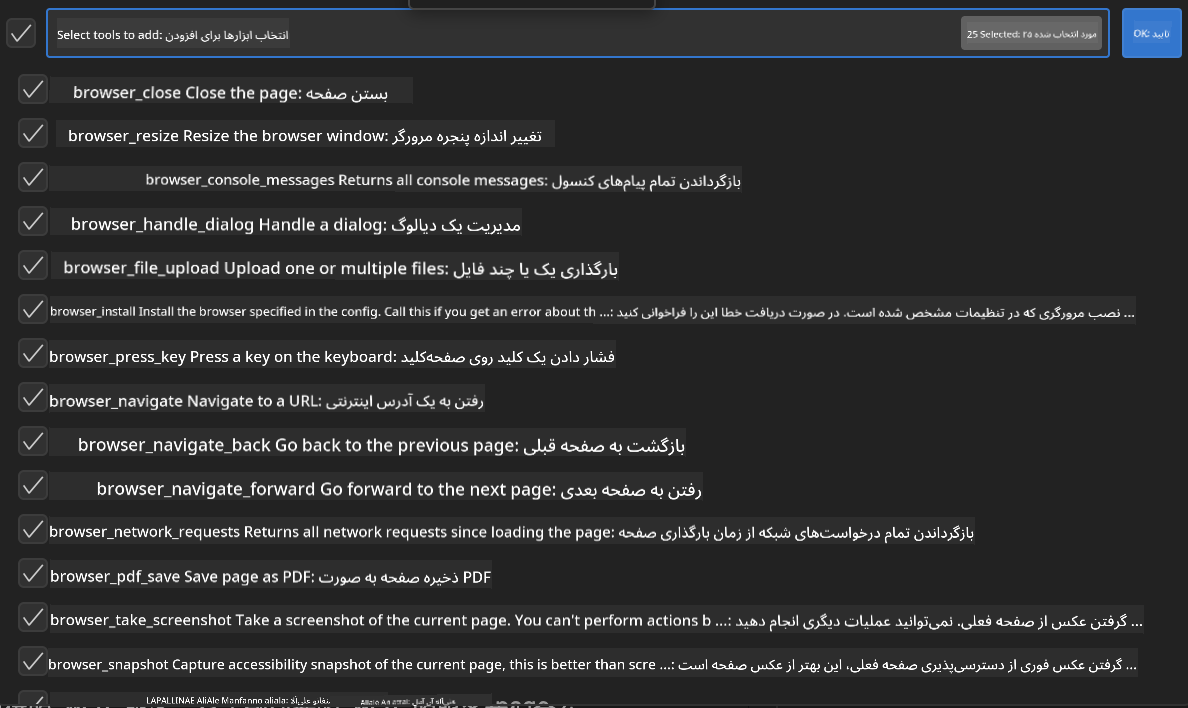 Select tools to add: انتخاب ابزارها برای افزودن
25 Selected: ۲۵ مورد انتخاب شده
OK: تایید
browser_close Close the page: بستن صفحه
browser_resize Resize the browser window: تغییر اندازه پنجره مرورگر
browser_console_messages Returns all console messages: بازگرداندن تمام پیام‌های کنسول
browser_handle_dialog Handle a dialog: مدیریت یک دیالوگ
browser_file_upload Upload one or multiple files: بارگذاری یک یا چند فایل
browser_install Install the browser specified in the config. Call this if you get an error about th ...: نصب مرورگری که در تنظیمات مشخص شده است. در صورت دریافت خطا این را فراخوانی کنید ...
browser_press_key Press a key on the keyboard: فشار دادن یک کلید روی صفحه‌کلید
browser_navigate Navigate to a URL: رفتن به یک آدرس اینترنتی
browser_navigate_back Go back to the previous page: بازگشت به صفحه قبلی
browser_navigate_forward Go forward to the next page: رفتن به صفحه بعدی
browser_network_requests Returns all network requests since loading the page: بازگرداندن تمام درخواست‌های شبکه از زمان بارگذاری صفحه
browser_pdf_save Save page as PDF: ذخیره صفحه به صورت PDF
browser_take_screenshot Take a screenshot of the current page. You can't perform actions b ...: گرفتن عکس از صفحه فعلی. نمی‌توانید عملیات دیگری انجام دهید ...
browser_snapshot Capture accessibility snapshot of the current page, this is better than scre ...: گرفتن عکس فوری از دسترسی‌پذیری صفحه فعلی، این بهتر از عکس صفحه است ...